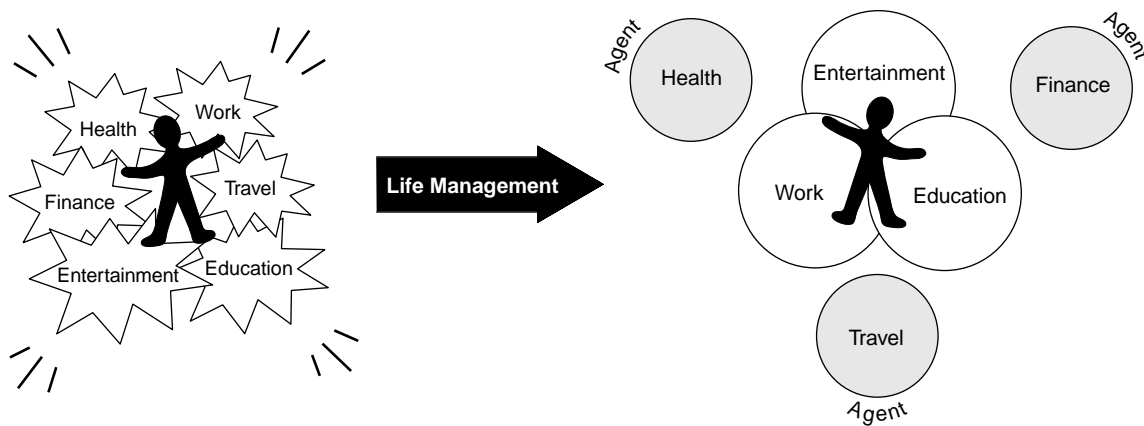 Health
Work
Finance
Travel
Entertainment
Education
Life Management
Agent
Health
Entertainment
Agent
Finance
Work
Education
Travel
Agent